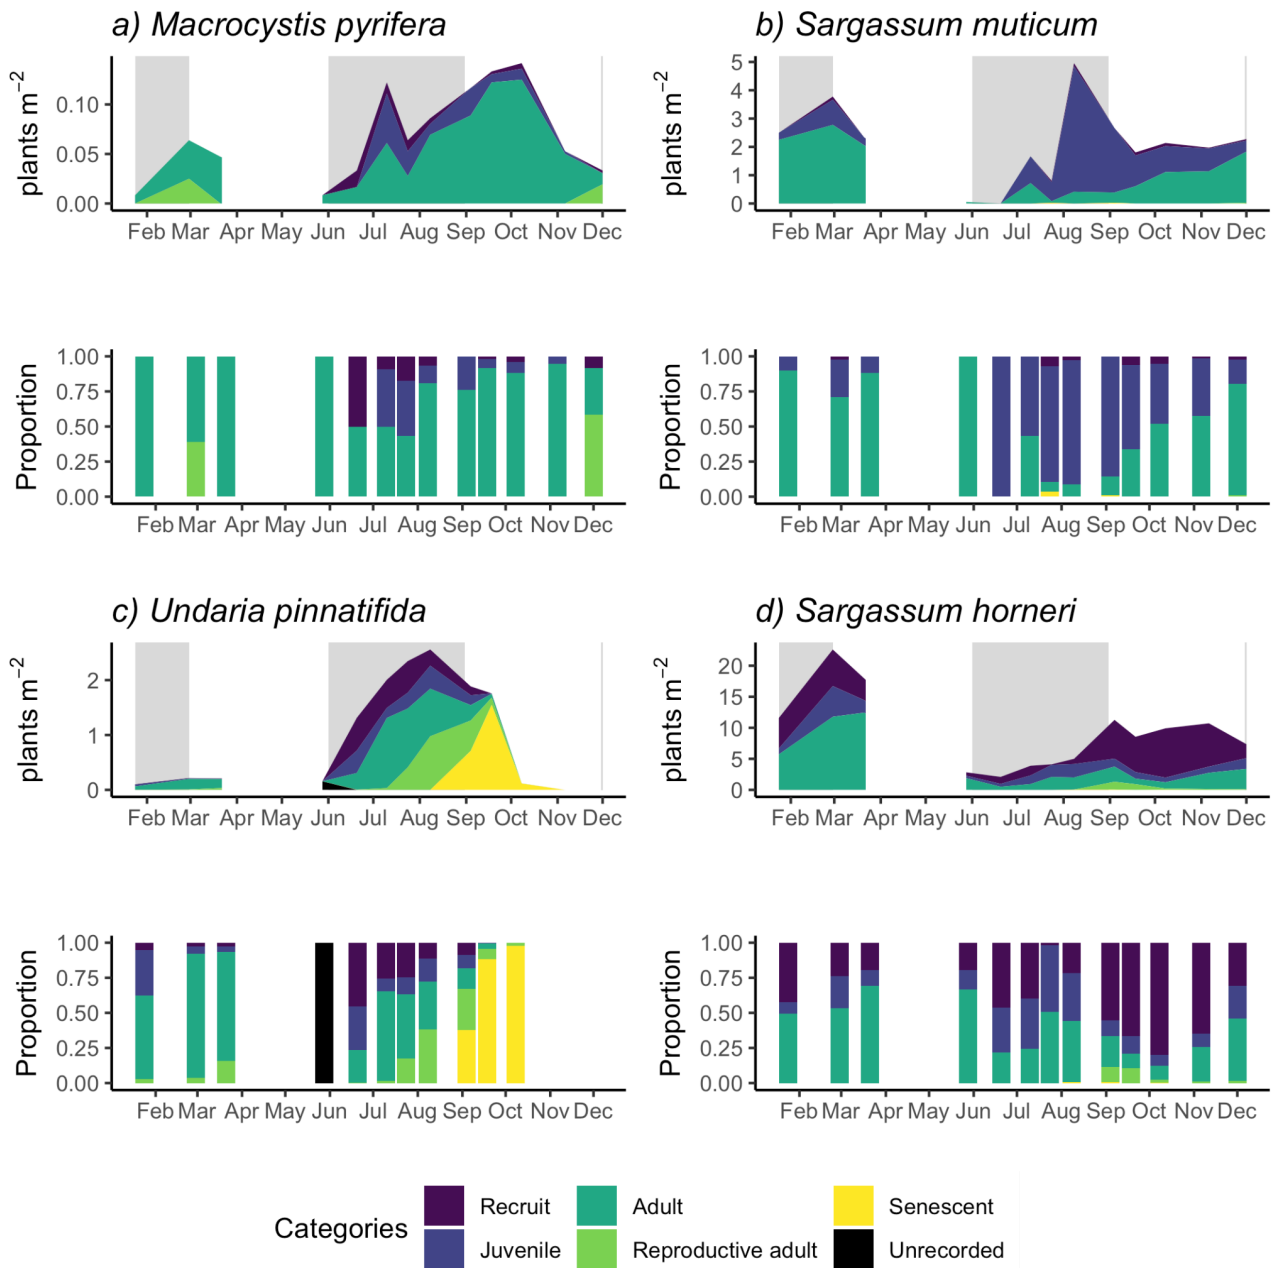 a) Macrocystis pyrifera
b) Sargassum muticum
plants m⁻²
0.10
0.05
0.00
Feb Mar Apr May Jun Jul Aug Sep Oct Nov Dec
plants m⁻²
5
4
3
2
1
0
Feb Mar Apr May Jun Jul Aug Sep Oct Nov Dec
Proportion
1.00
0.75
0.50
0.25
0.00
Feb Mar Apr May Jun Jul Aug Sep Oct Nov Dec
Proportion
1.00
0.75
0.50
0.25
0.00
Feb Mar Apr May Jun Jul Aug Sep Oct Nov Dec
c) Undaria pinnatifida
d) Sargassum horneri
plants m⁻²
2
1
0
Feb Mar Apr May Jun Jul Aug Sep Oct Nov Dec
plants m⁻²
20
15
10
5
0
Feb Mar Apr May Jun Jul Aug Sep Oct Nov Dec
Proportion
1.00
0.75
0.50
0.25
0.00
Feb Mar Apr May Jun Jul Aug Sep Oct Nov Dec
Proportion
1.00
0.75
0.50
0.25
0.00
Feb Mar Apr May Jun Jul Aug Sep Oct Nov Dec
Categories
Recruit Adult Senescent
Juvenile Reproductive adult Unrecorded